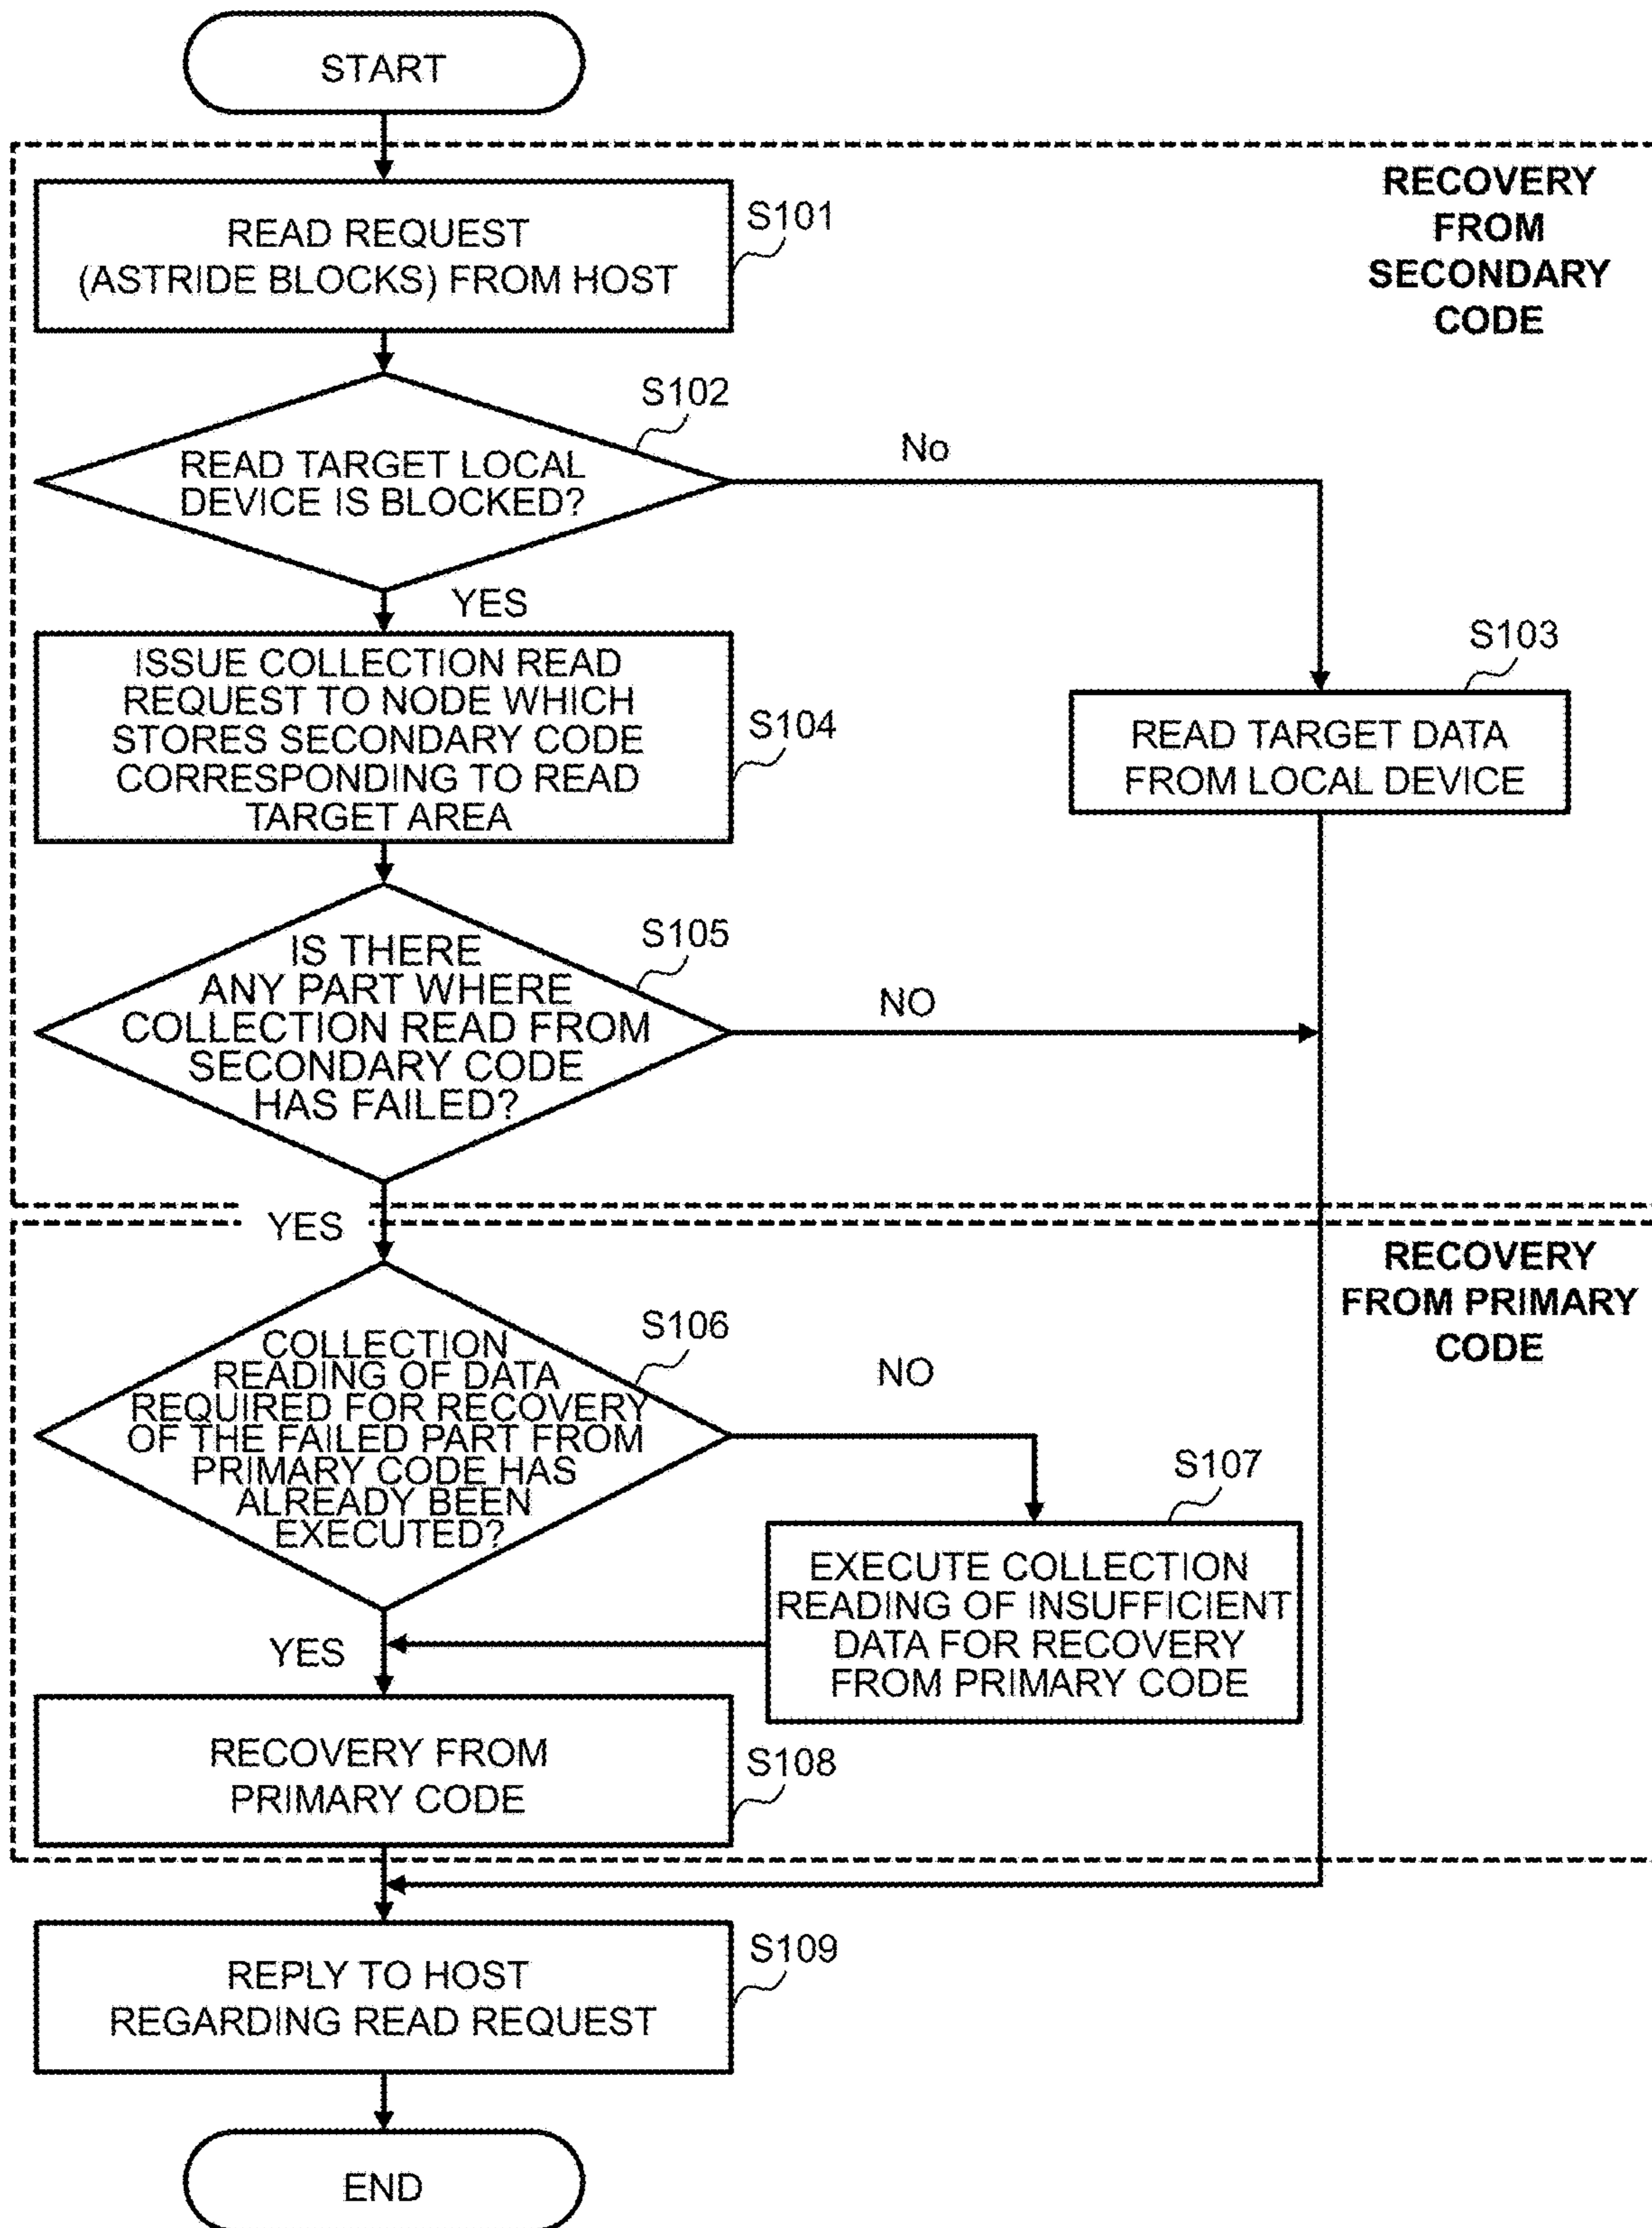 START
RECOVERY
FROM
SECONDARY
CODE
READ REQUEST
(ASTRIDE BLOCKS) FROM HOST
S101
S102
READ TARGET LOCAL
DEVICE IS BLOCKED?
No
YES
S103
READ TARGET DATA
FROM LOCAL DEVICE
ISSUE COLLECTION READ
REQUEST TO NODE WHICH
STORES SECONDARY CODE
CORRESPONDING TO READ
TARGET AREA
S104
S105
IS THERE
ANY PART WHERE
COLLECTION READ FROM
SECONDARY CODE
HAS FAILED?
NO
YES
RECOVERY
FROM PRIMARY
CODE
S106
COLLECTION
READING OF DATA
REQUIRED FOR RECOVERY
OF THE FAILED PART FROM
PRIMARY CODE HAS
ALREADY BEEN
EXECUTED?
NO
S107
EXECUTE COLLECTION
READING OF INSUFFICIENT
DATA FOR RECOVERY
FROM PRIMARY CODE
YES
RECOVERY FROM
PRIMARY CODE
S108
REPLY TO HOST
REGARDING READ REQUEST
S109
END